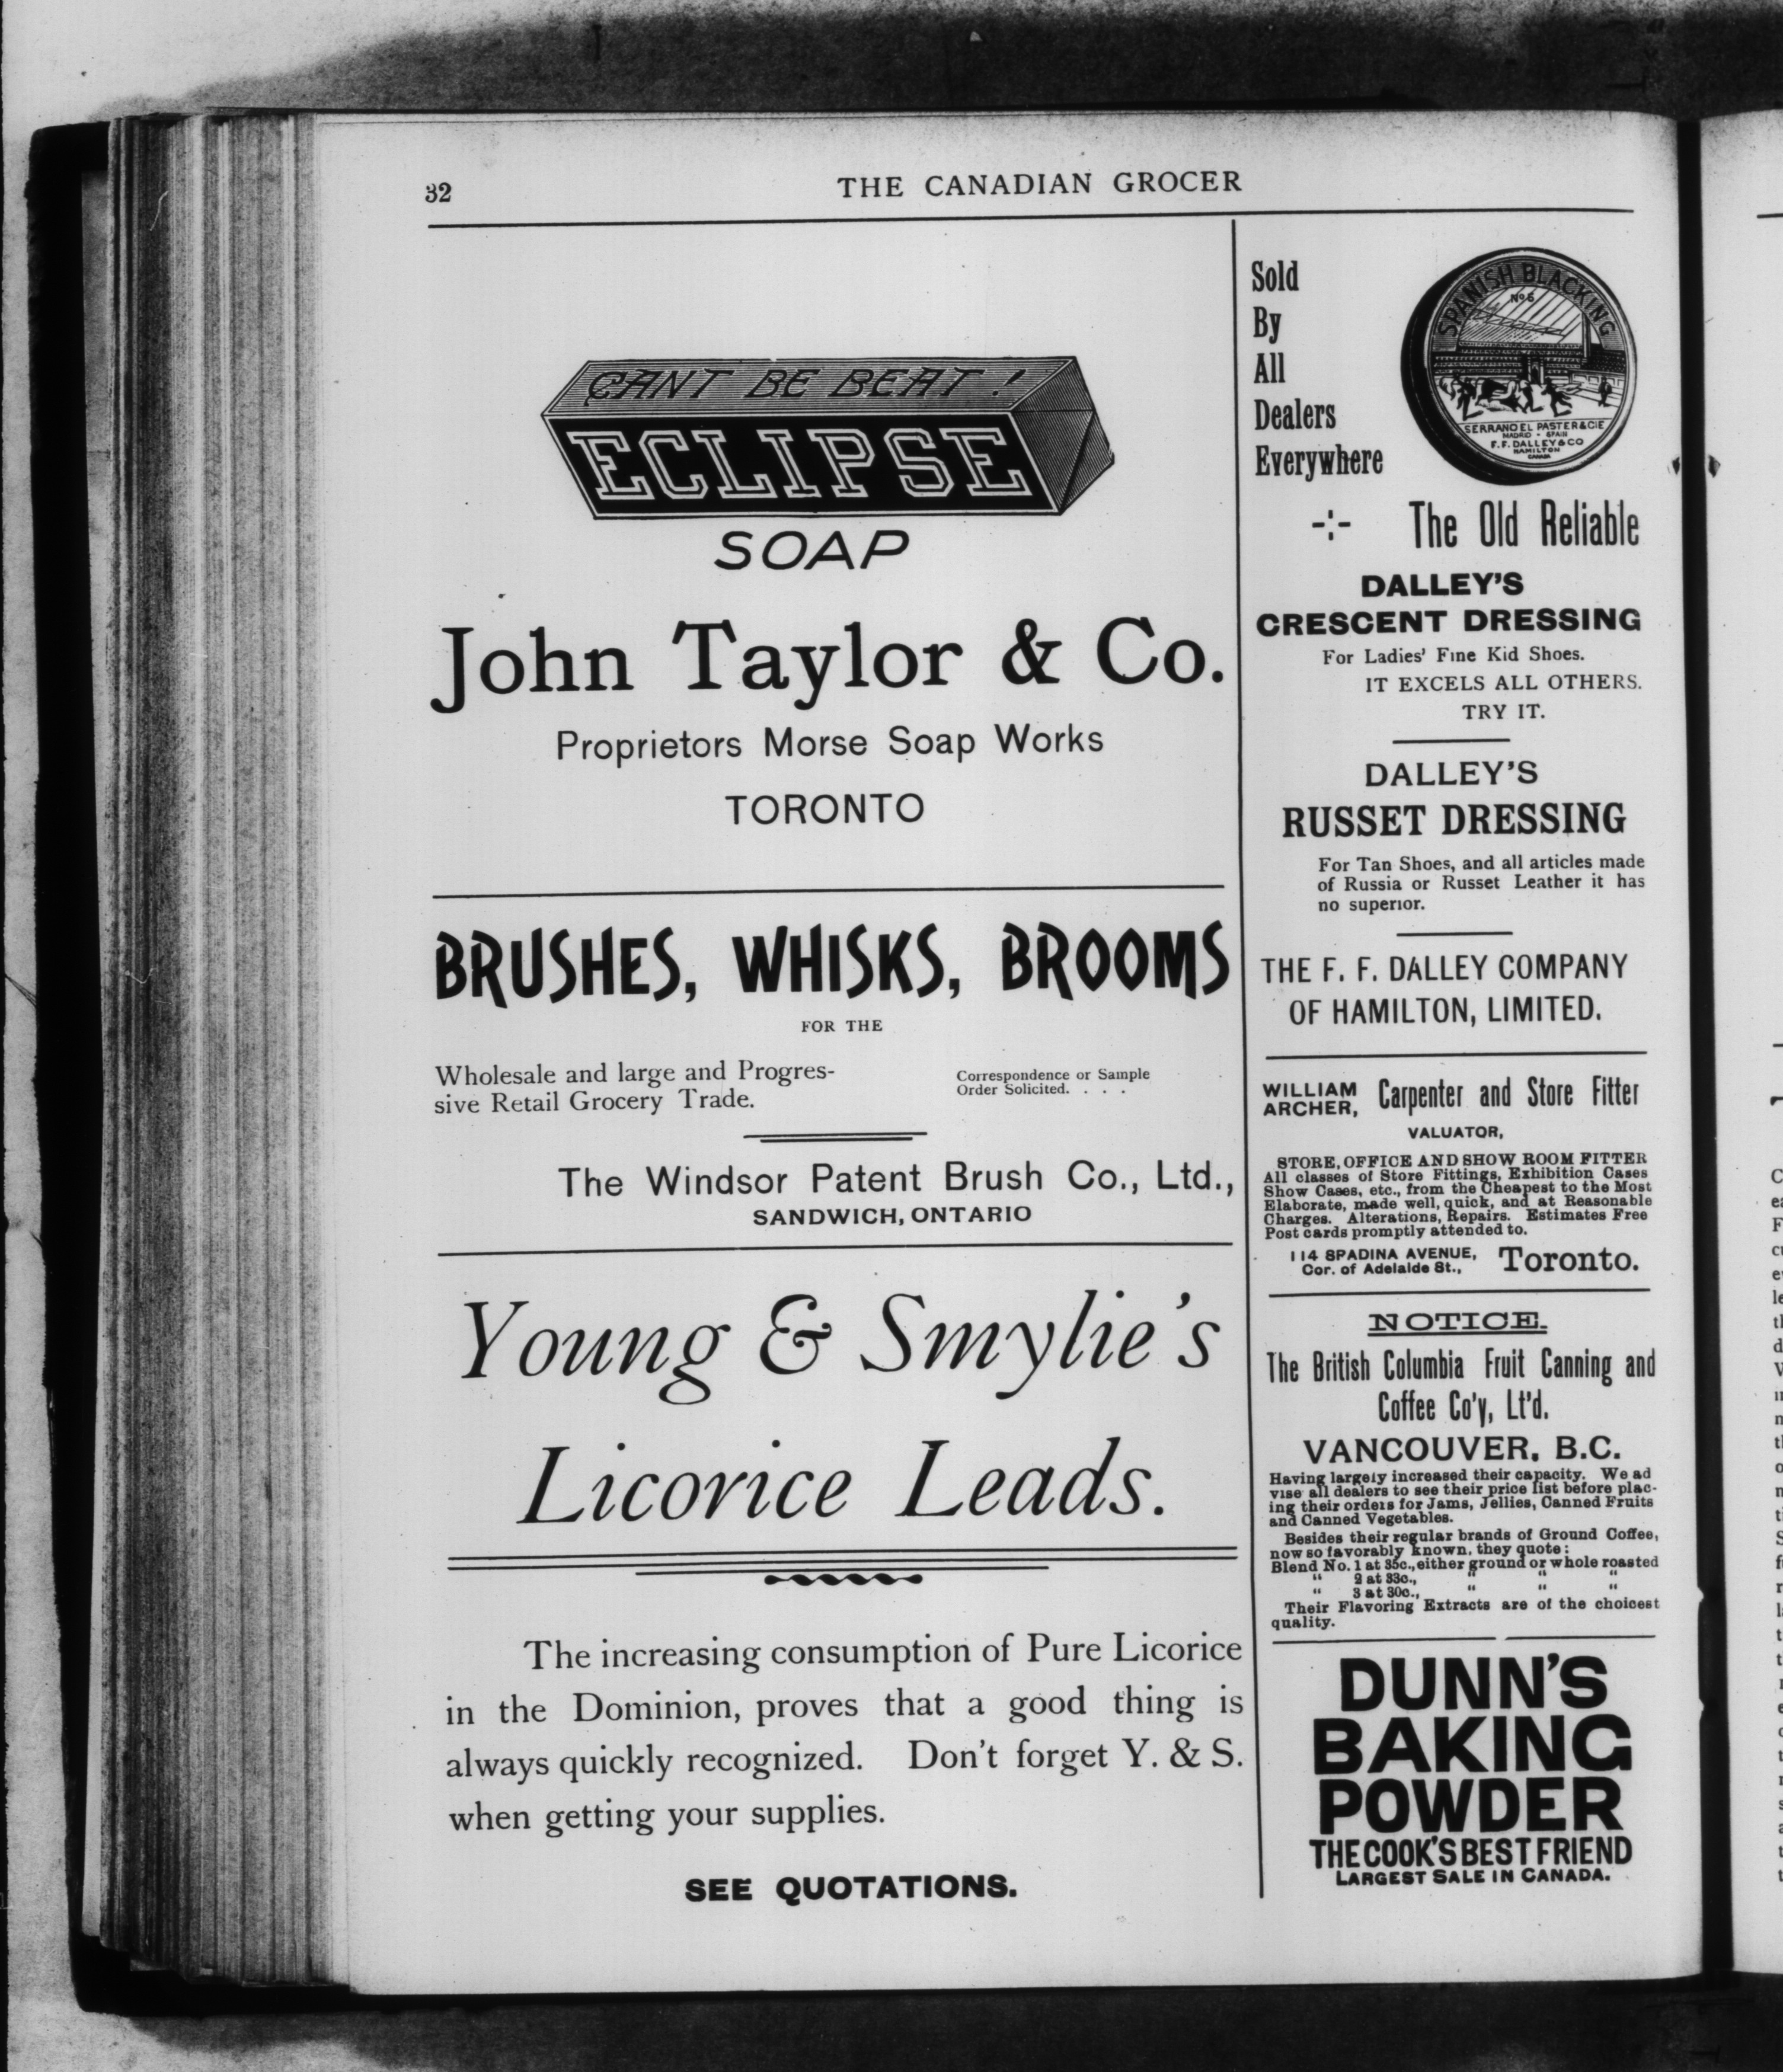 32
THE CANADIAN GROCER
CANT BE BEAT!
ECLIPSE
SOAP
John Taylor & Co.
Proprietors Morse Soap Works
TORONTO
BRUSHES, WHISKS, BROOMS
FOR THE
Wholesale and large and Progres-
sive Retail Grocery Trade.
Correspondence or Sample
Order Solicited. . . .
The Windsor Patent Brush Co., Ltd.,
SANDWICH, ONTARIO
Young & Smylie's
Licorice Leads.
The increasing consumption of Pure Licorice
in the Dominion, proves that a good thing is
always quickly recognized. Don't forget Y. & S.
when getting your supplies.
SEE QUOTATIONS.
Sold
By
All
Dealers
Everywhere
SPANISH BLACKING
No 5
SERRANO EL PASTER & CIE
MADRID - SPAIN
F. F. DALLEY & CO
HAMILTON
CANADA
The Old Reliable
DALLEY'S
CRESCENT DRESSING
For Ladies' Fine Kid Shoes.
IT EXCELS ALL OTHERS.
TRY IT.
DALLEY'S
RUSSET DRESSING
For Tan Shoes, and all articles made
of Russia or Russet Leather it has
no superior.
THE F. F. DALLEY COMPANY
OF HAMILTON, LIMITED.
WILLIAM
ARCHER,
Carpenter and Store Fitter
VALUATOR,
STORE, OFFICE AND SHOW ROOM FITTER
All classes of Store Fittings, Exhibition Cases
Show Cases, etc., from the Cheapest to the Most
Elaborate, made well, quick, and at Reasonable
Charges. Alterations, Repairs. Estimates Free
Post cards promptly attended to.
114 SPADINA AVENUE,
Cor. of Adelaide St.,
Toronto.
NOTICE.
The British Columbia Fruit Canning and
Coffee Co'y, Lt'd.
VANCOUVER, B.C.
Having largely increased their capacity. We ad
vise all dealers to see their price list before plac-
ing their orders for Jams, Jellies, Canned Fruits
and Canned Vegetables.
Besides their regular brands of Ground Coffee,
now so favorably known, they quote:
Blend No. 1 at 35c., either ground or whole roasted
" 2 at 33c., " " "
" 3 at 30c., " " "
Their Flavoring Extracts are of the choicest
quality.
DUNN'S
BAKING
POWDER
THE COOK'S BEST FRIEND
LARGEST SALE IN CANADA.